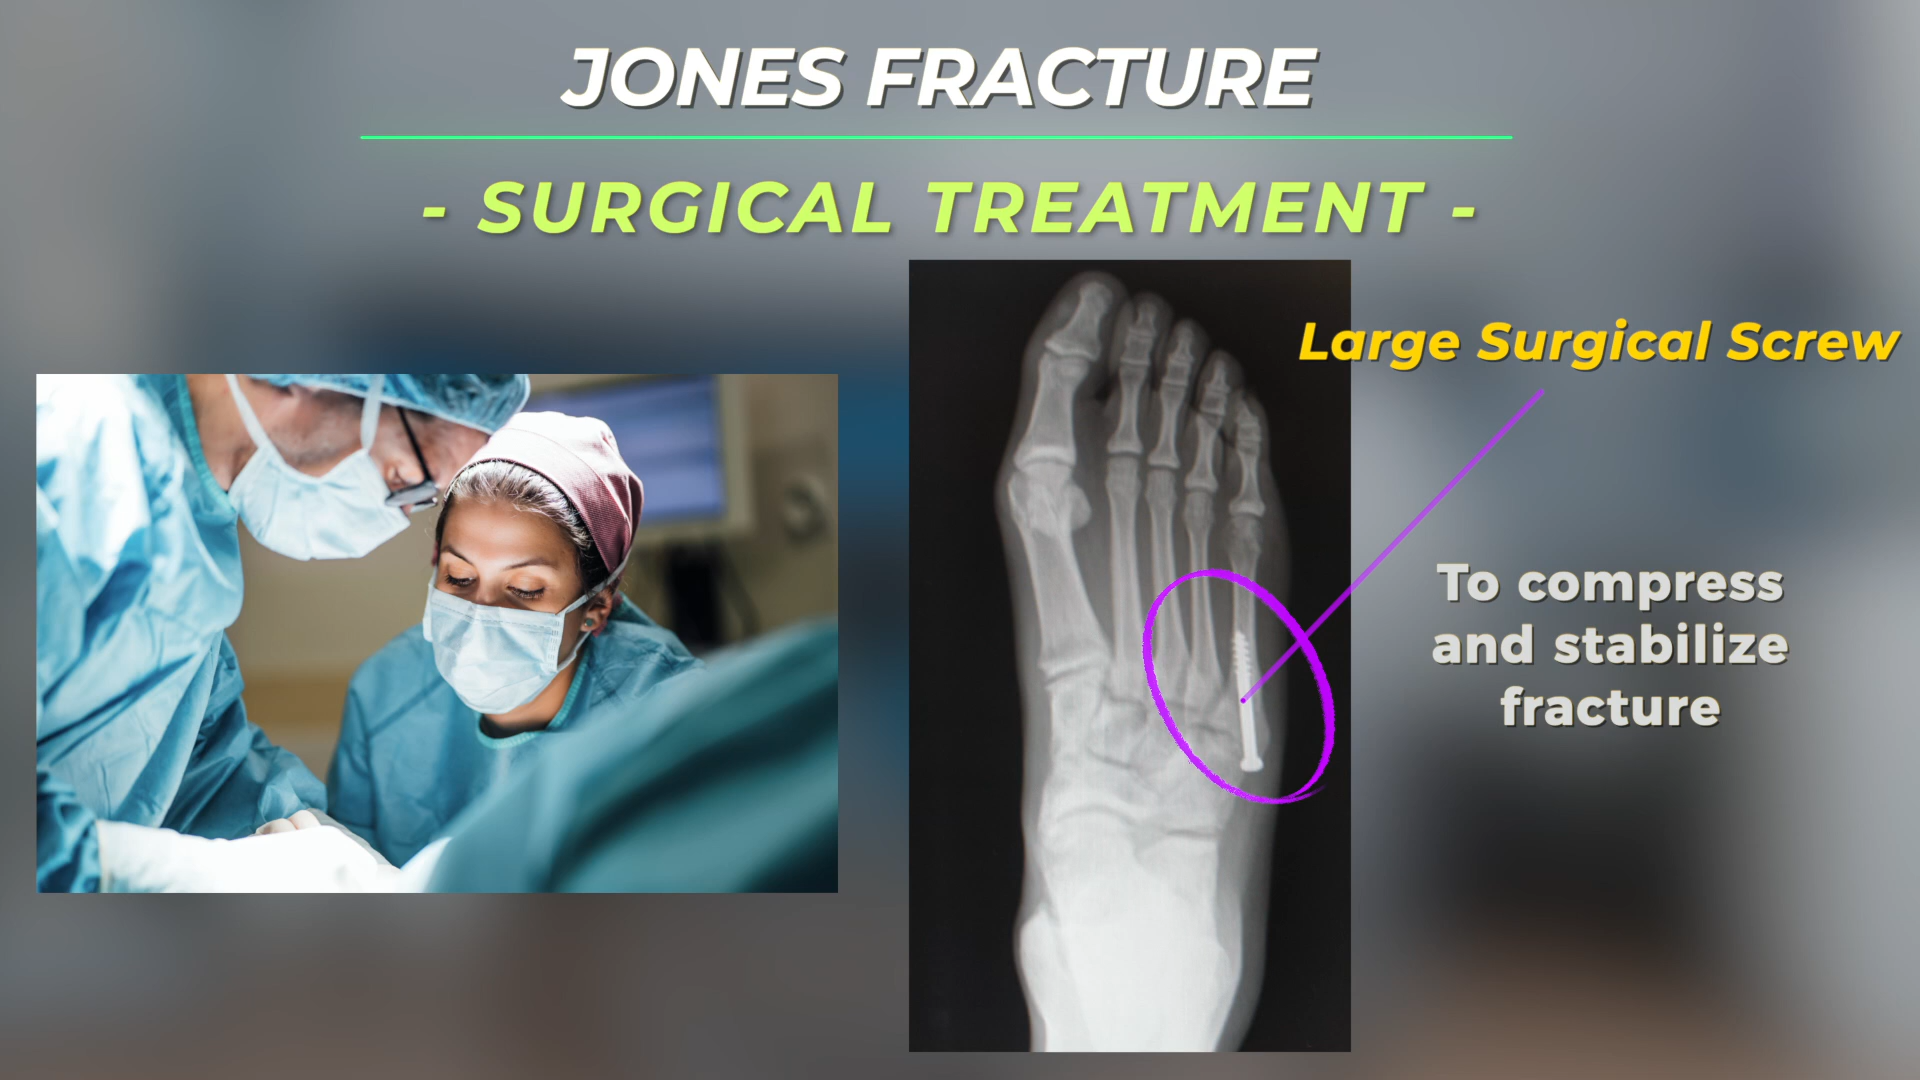 JONES FRACTURE
- SURGICAL TREATMENT -
Large Surgical Screw
To compress
and stabilize
fracture